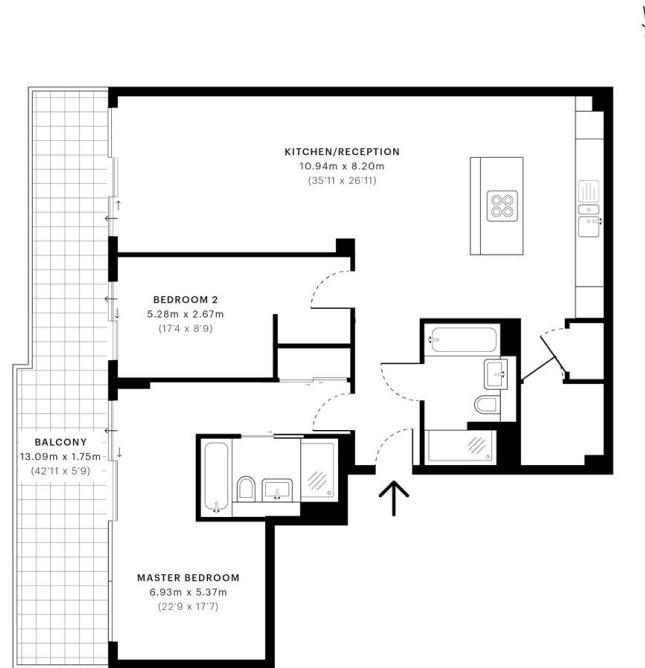 KITCHEN/RECEPTION
10.94m x 8.20m
(35'11 x 26'11)
BEDROOM 2
5.28m x 2.67m
(17'4 x 8'9)
BALCONY
13.09m x 1.75m
(42'11 x 5'9)
MASTER BEDROOM
6.93m x 5.37m
(22'9 x 17'7)